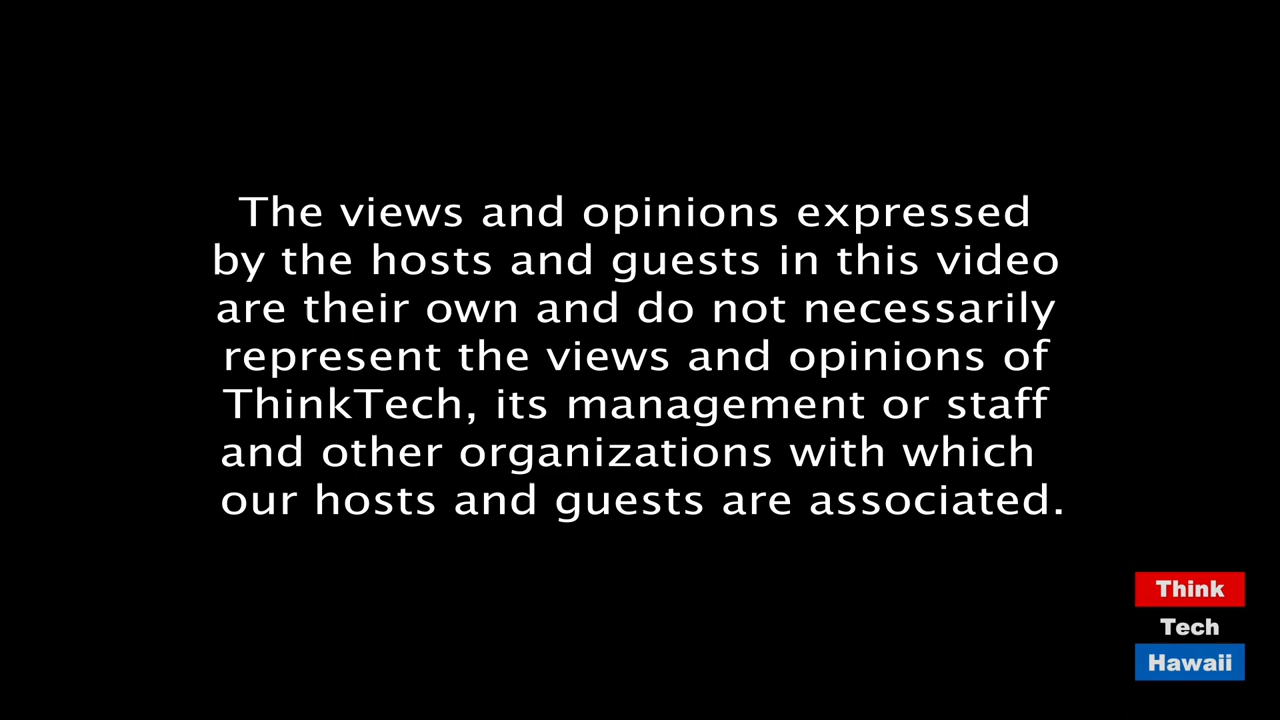 The views and opinions expressed
by the hosts and guests in this video
are their own and do not necessarily
represent the views and opinions of
ThinkTech, its management or staff
and other organizations with which
our hosts and guests are associated.
Think
Tech
Hawaii